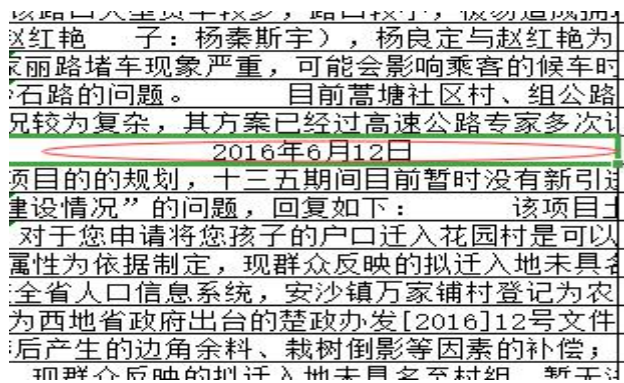 该路口大型货车较多，路口较小，极易造成拥
赵红艳 子：杨秦斯宇），杨良定与赵红艳为
家丽路堵车现象严重，可能会影响乘客的候车时
石路的问题。 目前蒿塘社区村、组公路
况较为复杂，其方案已经过高速公路专家多次
2016年6月12日
项目的的规划，十三五期间目前暂时没有新引
建设情况”的问题，回复如下： 该项目
对于您申请将您孩子的户口迁入花园村是可以
属性为依据制定，现群众反映的拟迁入地未具
全省人口信息系统，安沙镇万家铺村登记为农
为西地省政府出台的楚政办发[2016]12号文件
后产生的边角余料、栽树倒影等因素的补偿；
现群众反映的拟迁入地未具名至村组，暂无